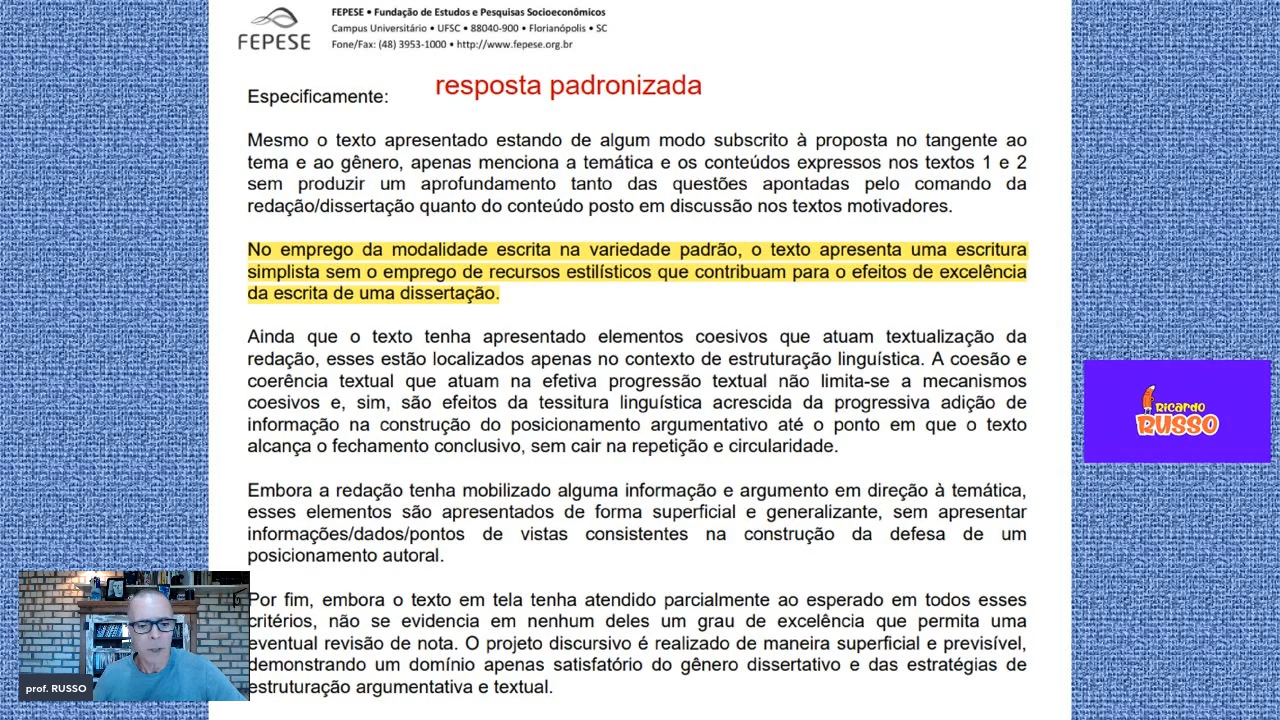 FEPESE • Fundação de Estudos e Pesquisas Socioeconômicos
Campus Universitário • UFSC • 88040-900 • Florianópolis • SC
Fone/Fax: (48) 3953-1000 • http://www.fepese.org.br
FEPESE
resposta padronizada
Especificamente:
Mesmo o texto apresentado estando de algum modo subscrito à proposta no tangente ao
tema e ao gênero, apenas menciona a temática e os conteúdos expressos nos textos 1 e 2
sem produzir um aprofundamento tanto das questões apontadas pelo comando da
redação/dissertação quanto do conteúdo posto em discussão nos textos motivadores.
No emprego da modalidade escrita na variedade padrão, o texto apresenta uma escritura
simplista sem o emprego de recursos estilísticos que contribuam para o efeitos de excelência
da escrita de uma dissertação.
Ainda que o texto tenha apresentado elementos coesivos que atuam textualização da
redação, esses estão localizados apenas no contexto de estruturação linguística. A coesão e
coerência textual que atuam na efetiva progressão textual não limita-se a mecanismos
coesivos e, sim, são efeitos da tessitura linguística acrescida da progressiva adição de
informação na construção do posicionamento argumentativo até o ponto em que o texto
alcança o fechamento conclusivo, sem cair na repetição e circularidade.
Embora a redação tenha mobilizado alguma informação e argumento em direção à temática,
esses elementos são apresentados de forma superficial e generalizante, sem apresentar
informações/dados/pontos de vistas consistentes na construção da defesa de um
posicionamento autoral.
Por fim, embora o texto em tela tenha atendido parcialmente ao esperado em todos esses
critérios, não se evidencia em nenhum deles um grau de excelência que permita uma
eventual revisão de nota. O projeto discursivo é realizado de maneira superficial e previsível,
demonstrando um domínio apenas satisfatório do gênero dissertativo e das estratégias de
estruturação argumentativa e textual.
Ricardo
RUSSO
prof. RUSSO